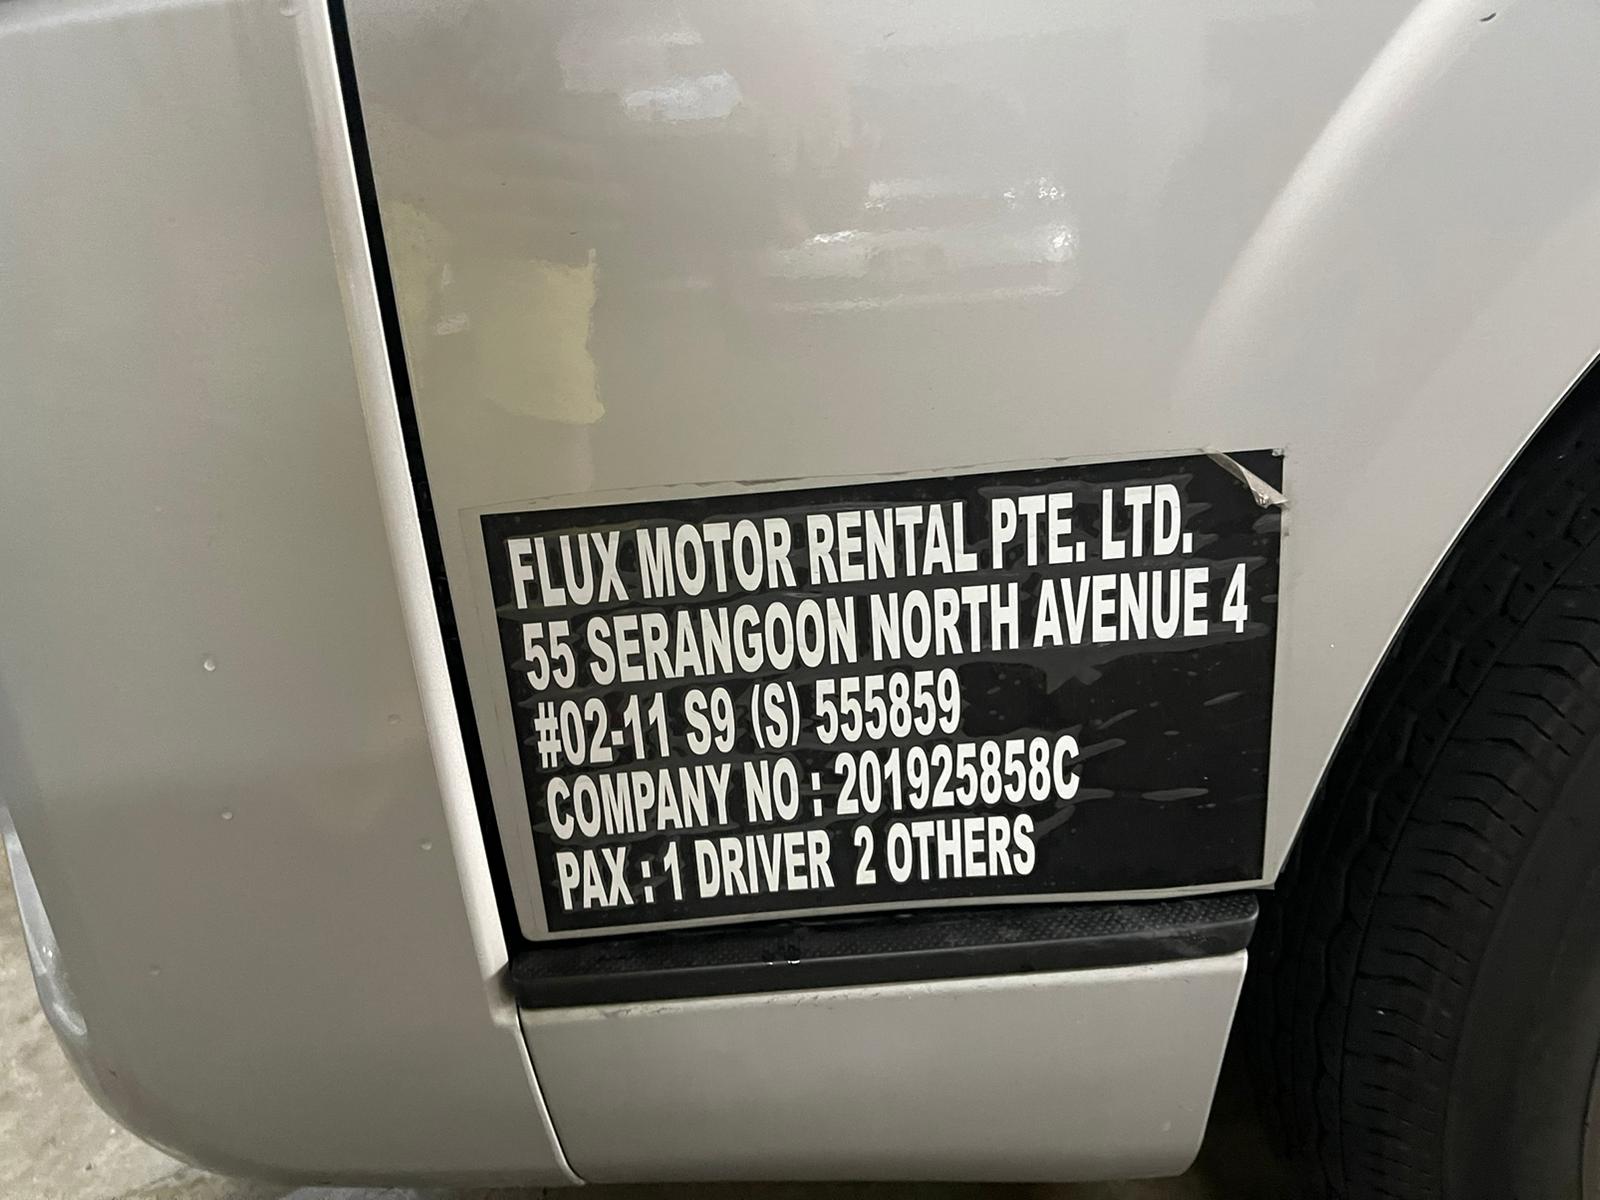 FLUX MOTOR RENTAL PTE. LTD.
55 SERANGOON NORTH AVENUE 4
#02-11 S9 (S) 555859
COMPANY NO : 201925858C
PAX : 1 DRIVER 2 OTHERS